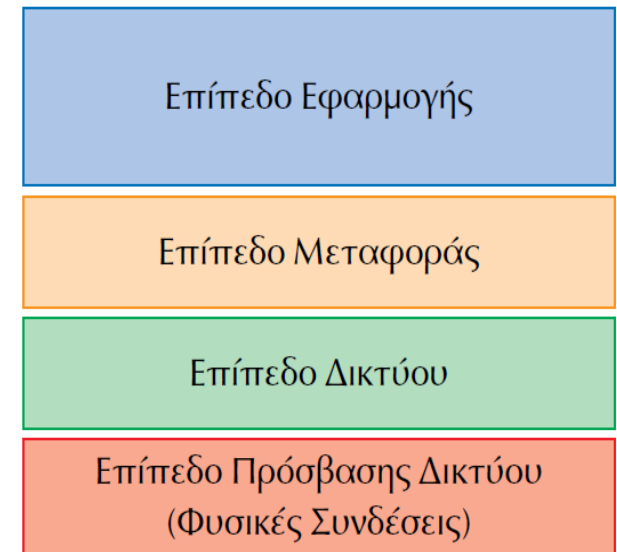 Επίπεδο Εφαρμογής
Επίπεδο Μεταφοράς
Επίπεδο Δικτύου
Επίπεδο Πρόσβασης Δικτύου
(Φυσικές Συνδέσεις)